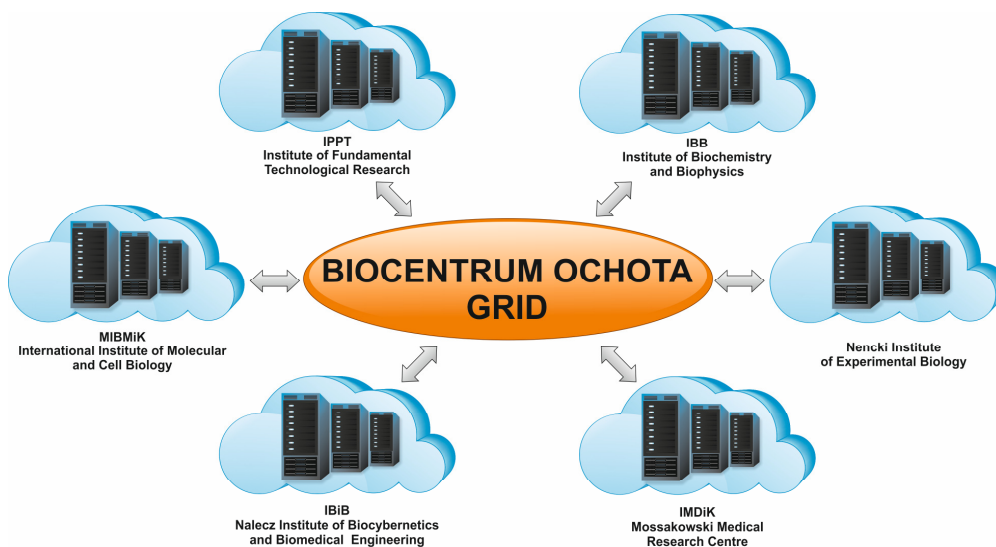 IPPT
Institute of Fundamental
Technological Research
IBB
Institute of Biochemistry
and Biophysics
BIOCENTRUM OCHOTA
GRID
MIBMiK
International Institute of Molecular
and Cell Biology
Nencki Institute
of Experimental Biology
IBiB
Nalecz Institute of Biocybernetics
and Biomedical Engineering
IMDiK
Mossakowski Medical
Research Centre